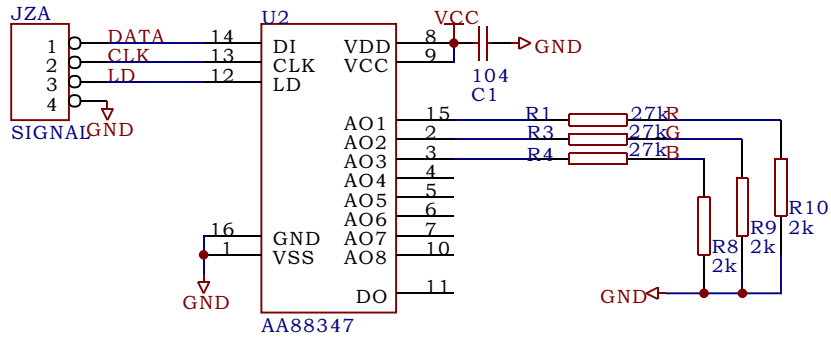 JZA
1
2
3
4
SIGNAL
DATA
CLK
LD
GND
14
13
12
U2
DI
CLK
LD
VDD
VCC
8
9
VCC
104
C1
GND
AO1
AO2
AO3
AO4
AO5
AO6
AO7
AO8
DO
15
2
3
4
5
6
7
10
11
16
1
GND
VSS
GND
AA88347
R1
27k
R
R3
27k
G
R4
27k
B
R10
2k
R9
2k
R8
2k
GND